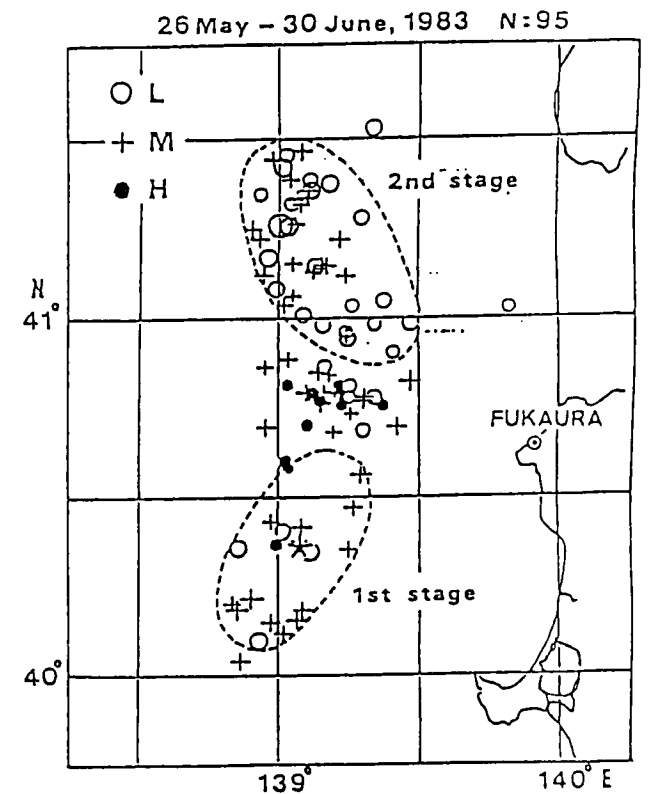 26 May – 30 June, 1983 N:95
L
M
H
2nd stage
N
41°
FUKAURA
1st stage
40°
139°
140° E